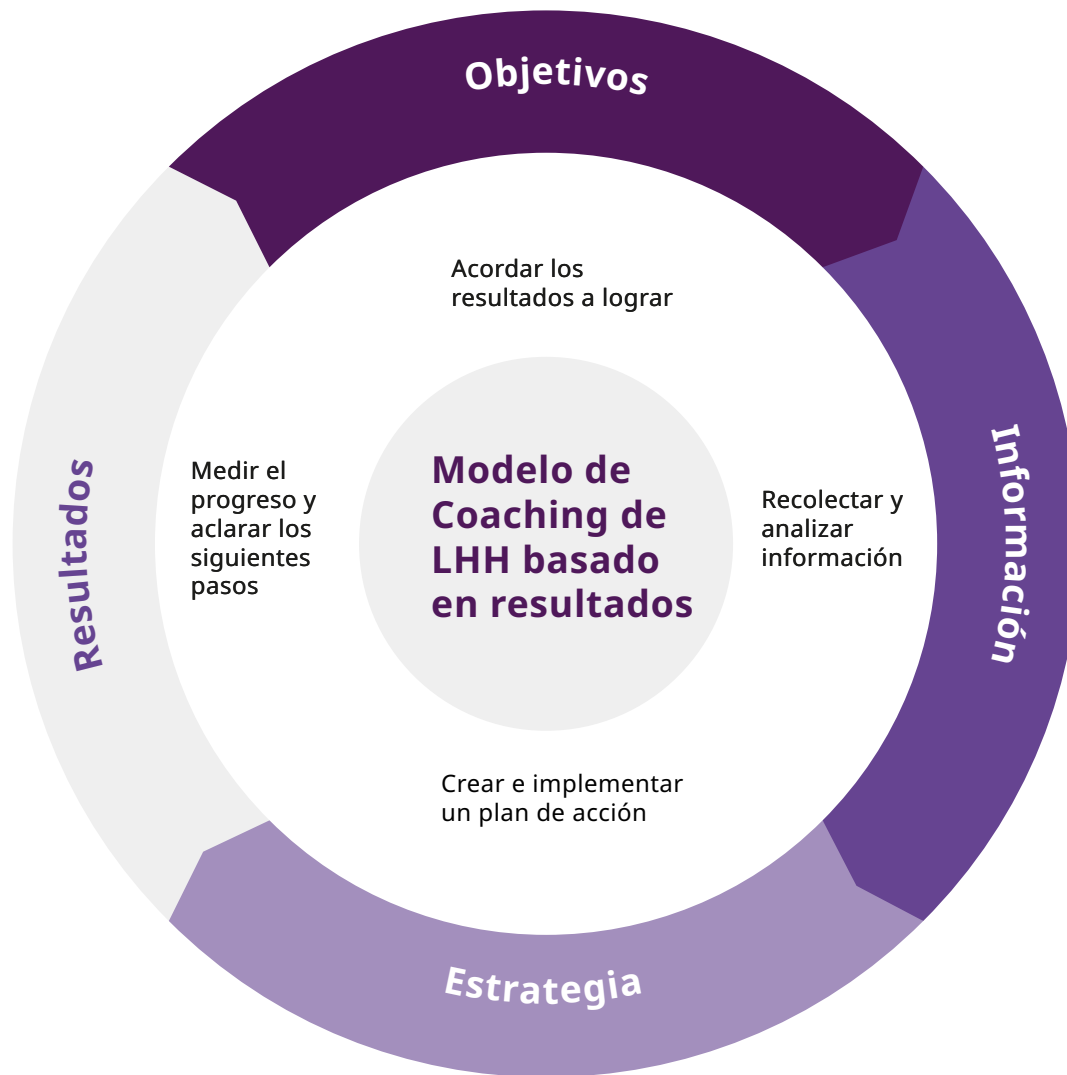 Objetivos
Acordar los
resultados a lograr
Información
Recolectar y
analizar
información
Estrategia
Crear e implementar
un plan de acción
Resultados
Medir el
progreso y
aclarar los
siguientes
pasos
Modelo de
Coaching de
LHH basado
en resultados